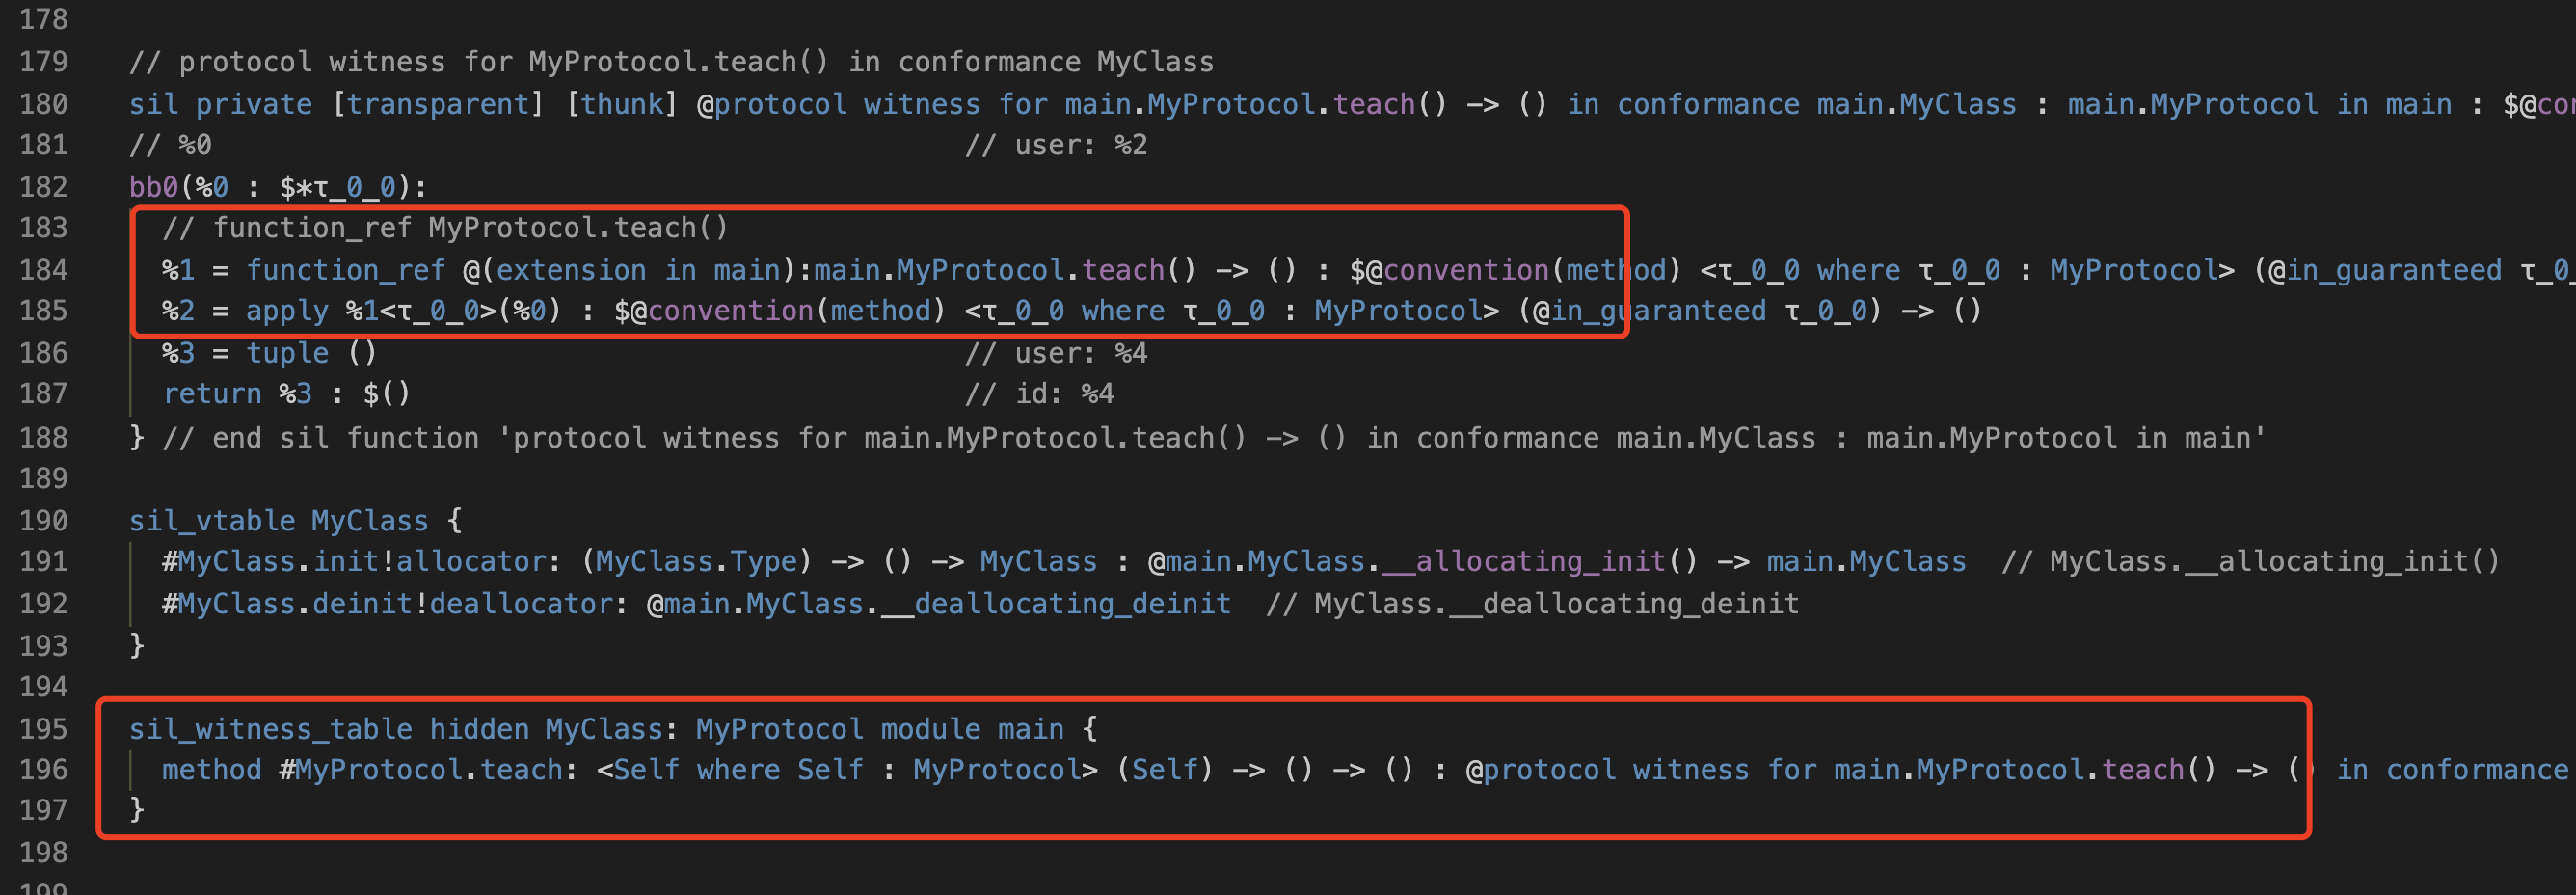 178
179 // protocol witness for MyProtocol.teach() in conformance MyClass
180 sil private [transparent] [thunk] @protocol witness for main.MyProtocol.teach() -> () in conformance main.MyClass : main.MyProtocol in main : $@con
181 // %0 // user: %2
182 bb0(%0 : $*τ_0_0):
183 // function_ref MyProtocol.teach()
184 %1 = function_ref @(extension in main):main.MyProtocol.teach() -> () : $@convention(method) <τ_0_0 where τ_0_0 : MyProtocol> (@in_guaranteed τ_0_
185 %2 = apply %1<τ_0_0>(%0) : $@convention(method) <τ_0_0 where τ_0_0 : MyProtocol> (@in_guaranteed τ_0_0) -> ()
186 %3 = tuple () // user: %4
187 return %3 : $() // id: %4
188 } // end sil function 'protocol witness for main.MyProtocol.teach() -> () in conformance main.MyClass : main.MyProtocol in main'
189
190 sil_vtable MyClass {
191 #MyClass.init!allocator: (MyClass.Type) -> () -> MyClass : @main.MyClass.__allocating_init() -> main.MyClass // MyClass.__allocating_init()
192 #MyClass.deinit!deallocator: @main.MyClass.__deallocating_deinit // MyClass.__deallocating_deinit
193 }
194
195 sil_witness_table hidden MyClass: MyProtocol module main {
196 method #MyProtocol.teach: <Self where Self : MyProtocol> (Self) -> () -> () : @protocol witness for main.MyProtocol.teach() -> () in conformance
197 }
198
199